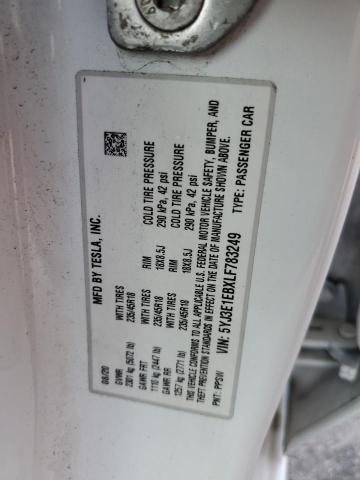 MFD BY TESLA, INC.
08/20
GVWR
2301 kg (5072 lb)
GAWR FRT
1110 kg (2447 lb) WITH TIRES 235/45R18 RIM 18X8.5J COLD TIRE PRESSURE 290 kPa, 42 psi
GAWR RR
1257 kg (2771 lb) WITH TIRES 235/45R18 RIM 18X8.5J COLD TIRE PRESSURE 290 kPa, 42 psi
THIS VEHICLE CONFORMS TO ALL APPLICABLE U.S. FEDERAL MOTOR VEHICLE SAFETY, BUMPER, AND
THEFT PREVENTION STANDARDS IN EFFECT ON THE DATE OF MANUFACTURE SHOWN ABOVE.
VIN: 5YJ3E1EBXLF783249 TYPE: PASSENGER CAR
PNT: PPSW